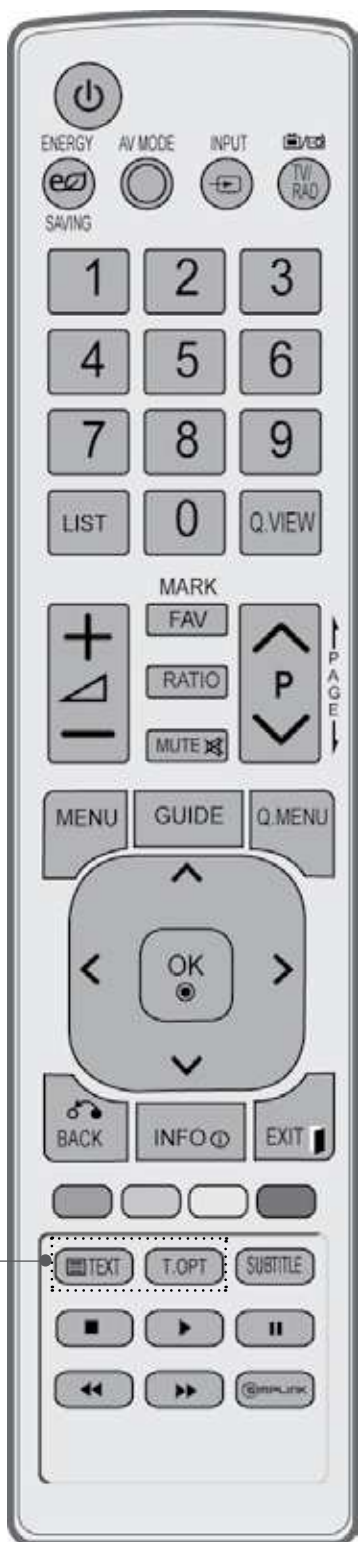 ENERGY AV MODE INPUT
TV/
RAD
SAVING
1 2 3
4 5 6
7 8 9
LIST 0 Q.VIEW
MARK
FAV
RATIO P
MUTE
PAGE
MENU GUIDE Q.MENU
OK
BACK INFO EXIT
TEXT T.OPT SUBTITLE
SIMPLINK